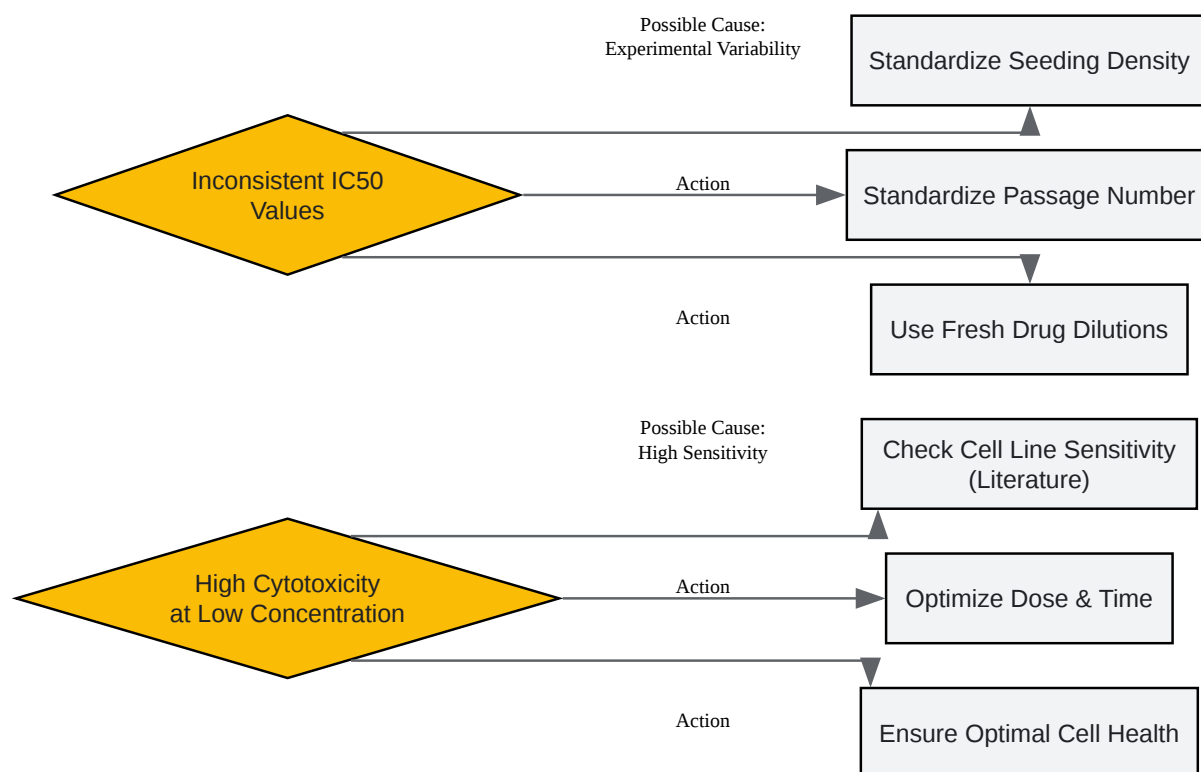 Possible Cause:
Experimental Variability
Standardize Seeding Density
Inconsistent IC50
Values
Action
Standardize Passage Number
Action
Use Fresh Drug Dilutions
Possible Cause:
High Sensitivity
Check Cell Line Sensitivity
(Literature)
High Cytotoxicity
at Low Concentration
Action
Optimize Dose & Time
Action
Ensure Optimal Cell Health